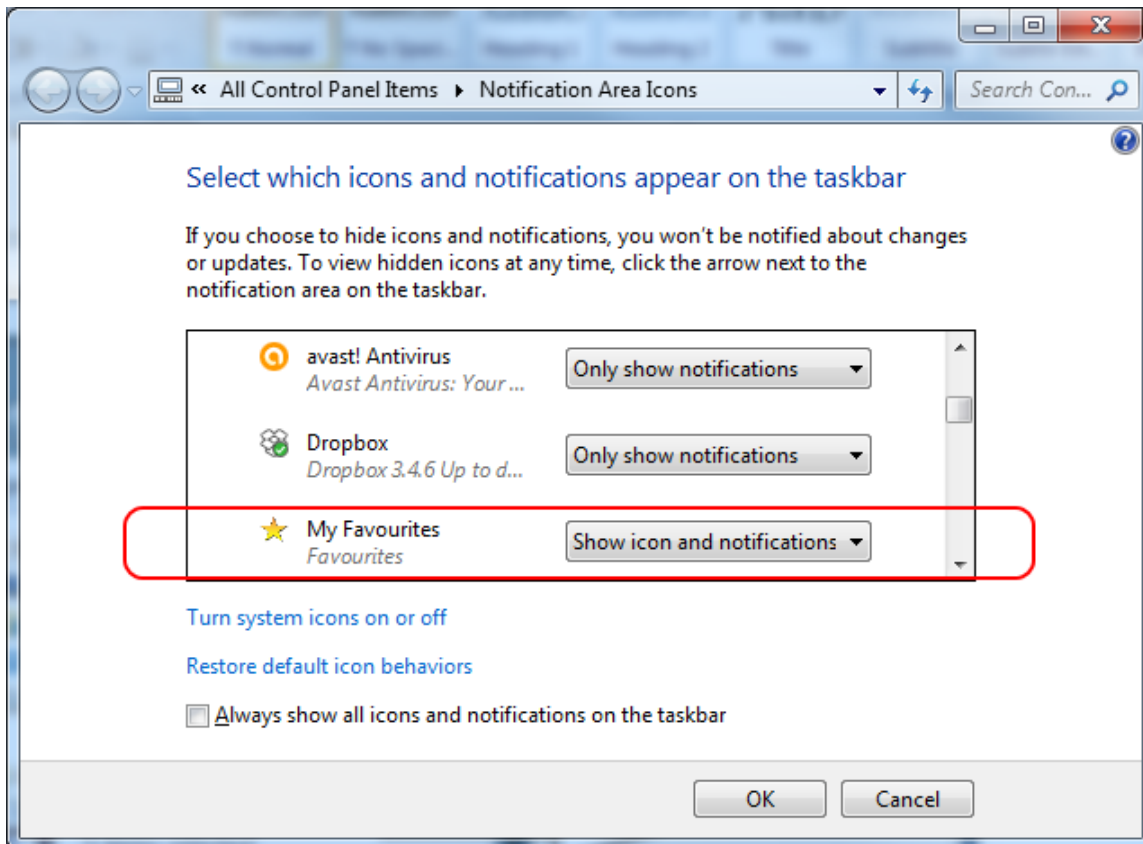 « All Control Panel Items ▸ Notification Area Icons
Search Con...
Select which icons and notifications appear on the taskbar
If you choose to hide icons and notifications, you won't be notified about changes
or updates. To view hidden icons at any time, click the arrow next to the
notification area on the taskbar.
avast! Antivirus
Avast Antivirus: Your ...
Only show notifications
Dropbox
Dropbox 3.4.6 Up to d...
Only show notifications
My Favourites
Favourites
Show icon and notifications
Turn system icons on or off
Restore default icon behaviors
Always show all icons and notifications on the taskbar
OK
Cancel